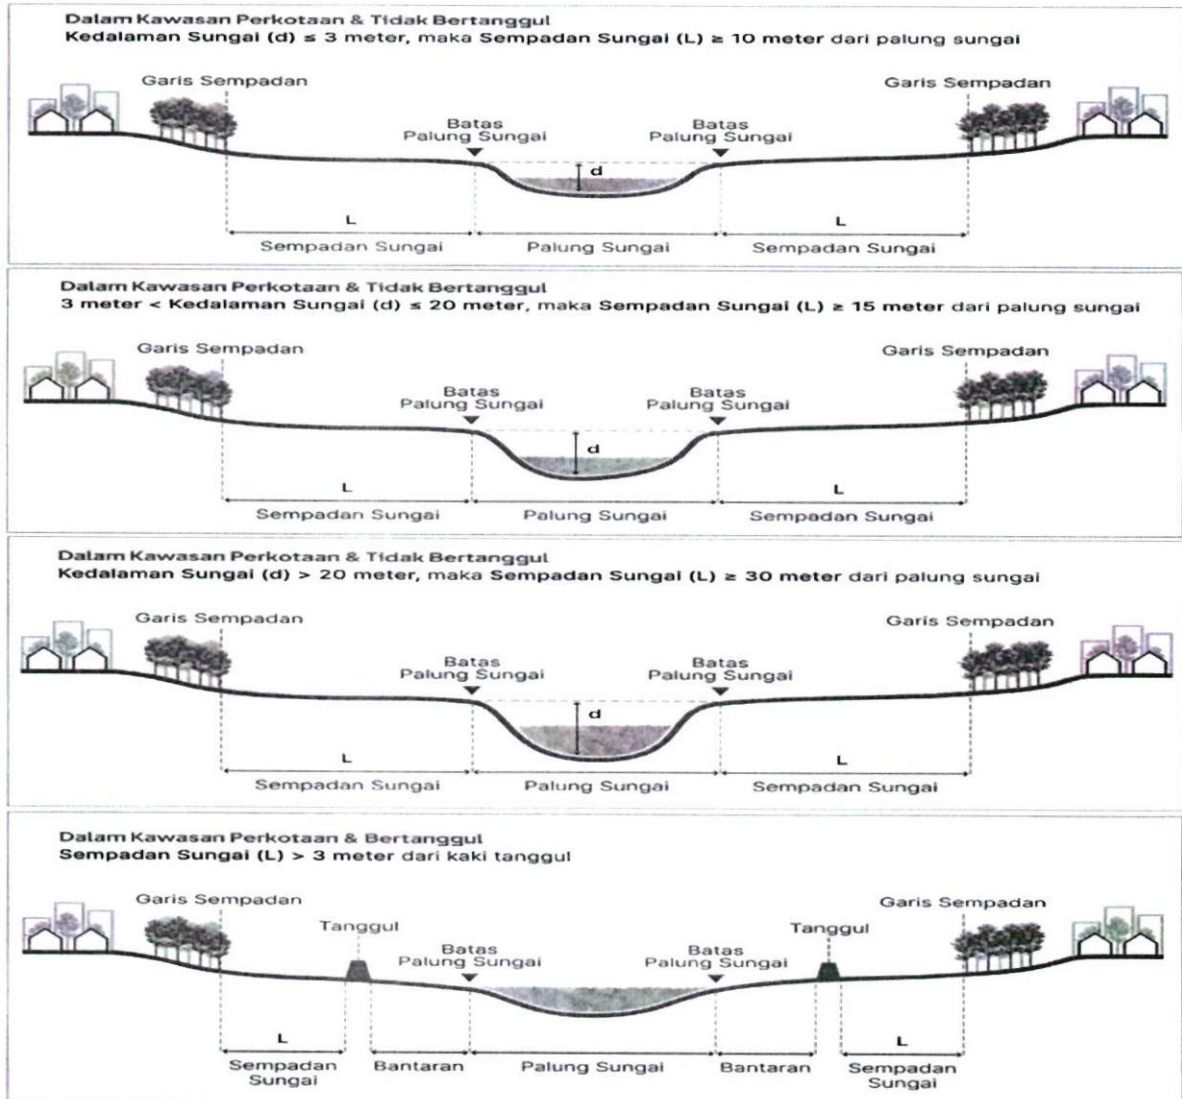 Dalam Kawasan Perkotaan & Tidak Bertanggul
Kedalaman Sungai (d) ≤ 3 meter, maka Sempadan Sungai (L) ≥ 10 meter dari palung sungai
Garis Sempadan
Garis Sempadan
Batas
Palung Sungai
Batas
Palung Sungai
d
L
L
Sempadan Sungai
Palung Sungai
Sempadan Sungai
Dalam Kawasan Perkotaan & Tidak Bertanggul
3 meter < Kedalaman Sungai (d) ≤ 20 meter, maka Sempadan Sungai (L) ≥ 15 meter dari palung sungai
Garis Sempadan
Garis Sempadan
Batas
Palung Sungai
Batas
Palung Sungai
d
L
L
Sempadan Sungai
Palung Sungai
Sempadan Sungai
Dalam Kawasan Perkotaan & Tidak Bertanggul
Kedalaman Sungai (d) > 20 meter, maka Sempadan Sungai (L) ≥ 30 meter dari palung sungai
Garis Sempadan
Garis Sempadan
Batas
Palung Sungai
Batas
Palung Sungai
d
L
L
Sempadan Sungai
Palung Sungai
Sempadan Sungai
Dalam Kawasan Perkotaan & Bertanggul
Sempadan Sungai (L) > 3 meter dari kaki tanggul
Garis Sempadan
Garis Sempadan
Tanggul
Tanggul
Batas
Palung Sungai
Batas
Palung Sungai
L
L
Sempadan
Sungai
Bantaran
Palung Sungai
Bantaran
Sempadan
Sungai